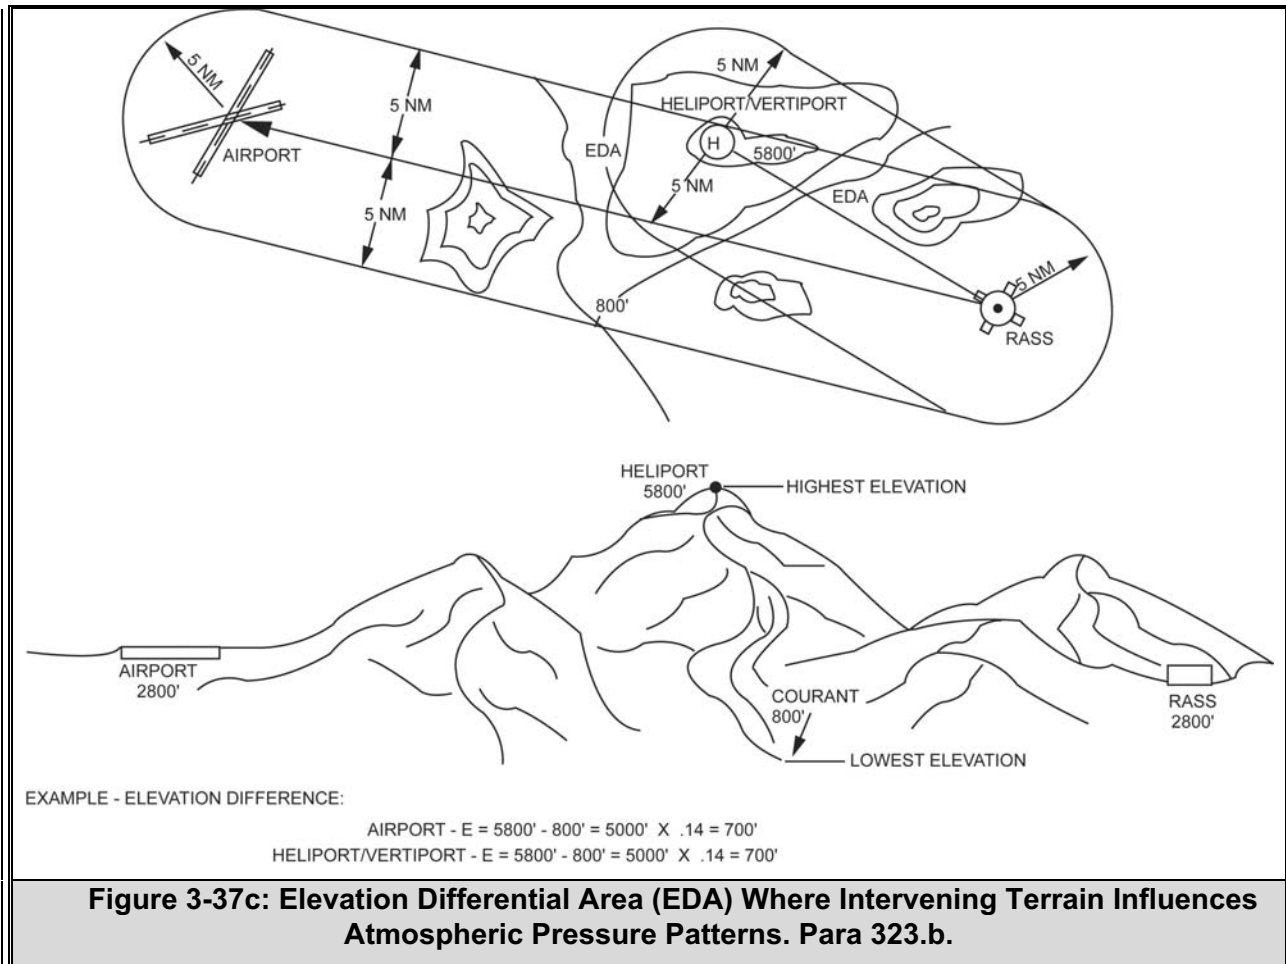 5 NM
5 NM
HELIPORT/VERTIPORT
5 NM
H
AIRPORT
EDA
5800'
5 NM
EDA
5 NM
5 NM
800'
RASS
HELIPORT
5800'
HIGHEST ELEVATION
AIRPORT
2800'
COURANT
800'
RASS
2800'
LOWEST ELEVATION
EXAMPLE - ELEVATION DIFFERENCE:
AIRPORT - E = 5800' - 800' = 5000' X .14 = 700'
HELIPORT/VERTIPORT - E = 5800' - 800' = 5000' X .14 = 700'
Figure 3-37c: Elevation Differential Area (EDA) Where Intervening Terrain Influences
Atmospheric Pressure Patterns. Para 323.b.